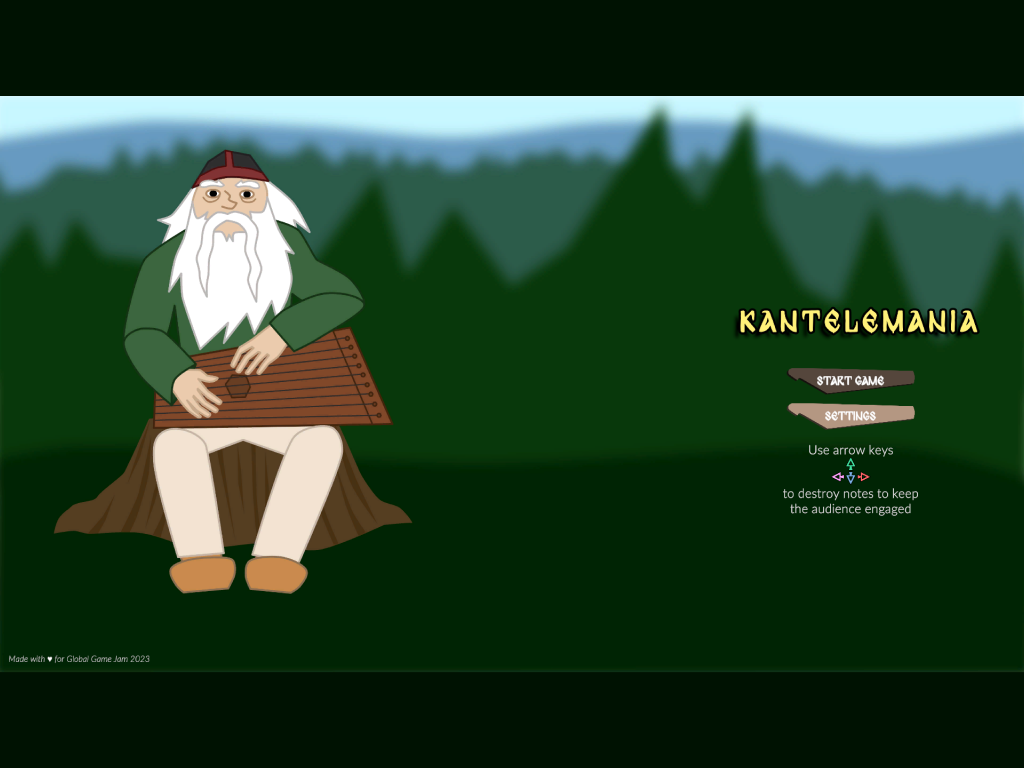 KANTELEMANIA
START GAME
SETTINGS
Use arrow keys
to destroy notes to keep
the audience engaged
Made with ♥ for Global Game Jam 2023